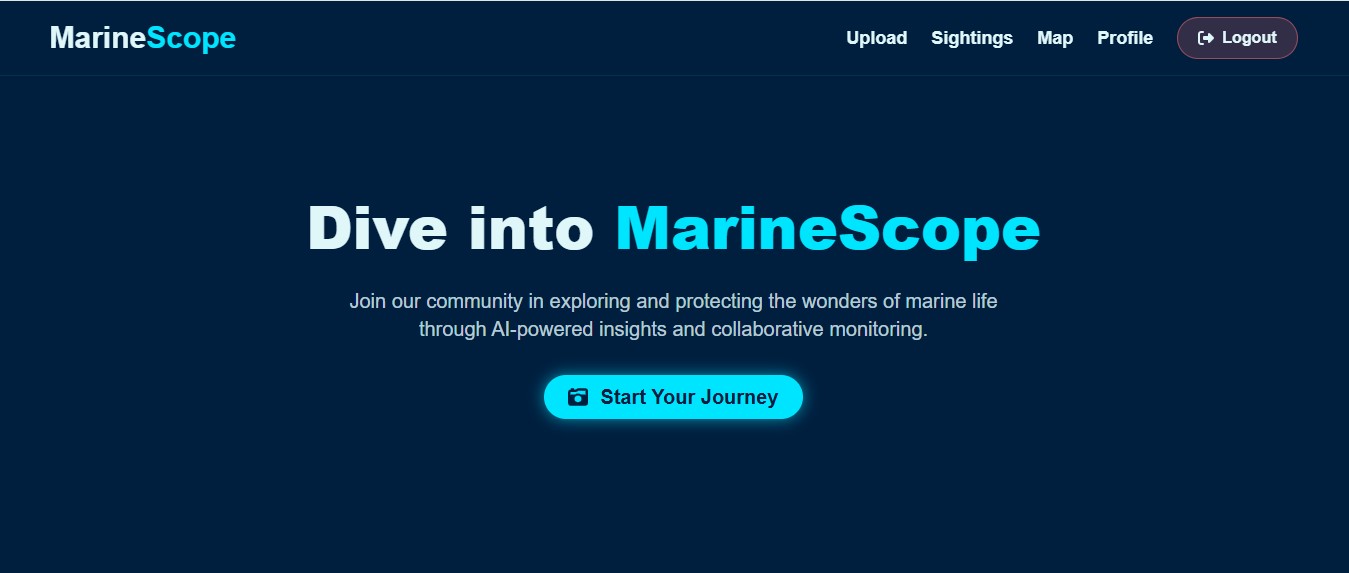 MarineScope
Upload Sightings Map Profile Logout
Dive into MarineScope
Join our community in exploring and protecting the wonders of marine life
through AI-powered insights and collaborative monitoring.
Start Your Journey